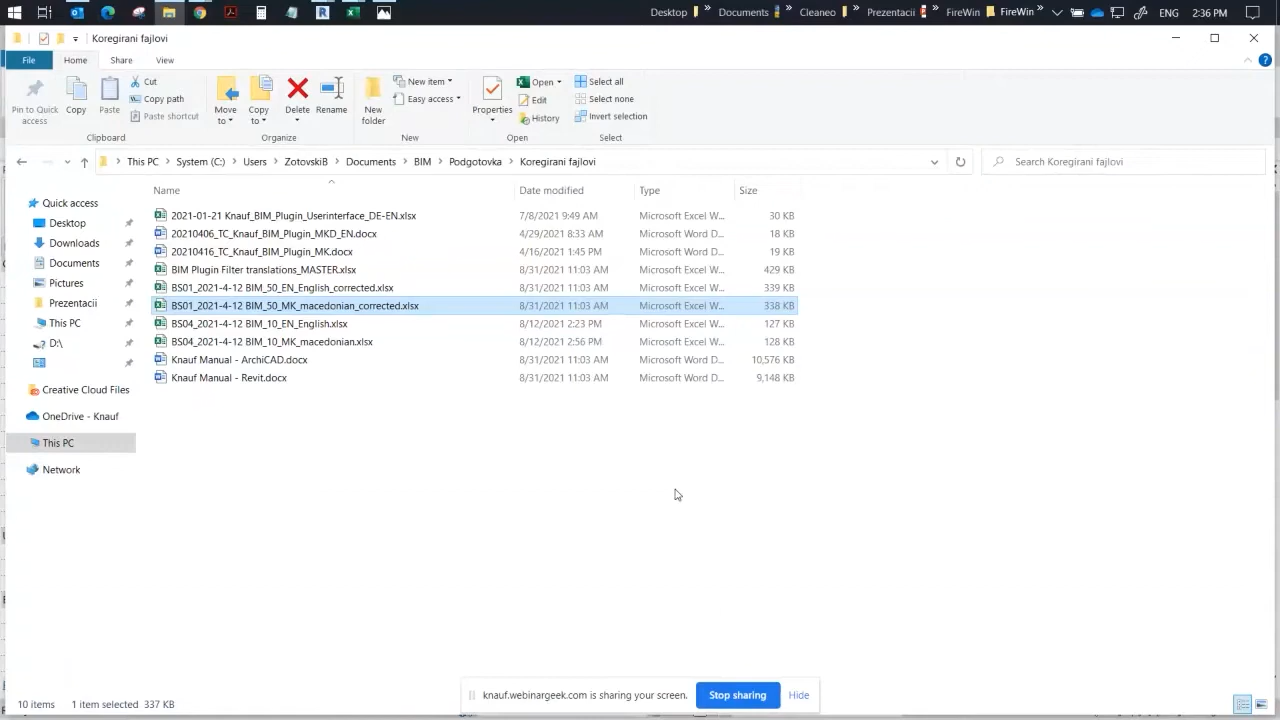 Desktop » Documents » Cleaneo » Prezentacii » FireWin » FireWin ENG 2:36 PM
Koregirani fajlovi
File Home Share View
Pin to Quick access
Copy
Paste
Cut
Copy path
Paste shortcut
Clipboard
Move to
Copy to
Delete
Rename
Organize
New folder
New item
Easy access
New
Properties
Open
Edit
History
Open
Select all
Select none
Invert selection
Select
This PC > System (C:) > Users > ZotovskiB > Documents > BIM > Podgotovka > Koregirani fajlovi
Search Koregirani fajlovi
Quick access
Desktop
Downloads
Documents
Pictures
Prezentacii
This PC
D:\
Creative Cloud Files
OneDrive - Knauf
This PC
Network
Name Date modified Type Size
2021-01-21 Knauf_BIM_Plugin_Userinterface_DE-EN.xlsx 7/8/2021 9:49 AM Microsoft Excel W... 30 KB
20210406_TC_Knauf_BIM_Plugin_MKD_EN.docx 4/29/2021 8:33 AM Microsoft Word D... 18 KB
20210416_TC_Knauf_BIM_Plugin_MK.docx 4/16/2021 1:45 PM Microsoft Word D... 19 KB
BIM Plugin Filter translations_MASTER.xlsx 8/31/2021 11:03 AM Microsoft Excel W... 429 KB
BS01_2021-4-12 BIM_50_EN_English_corrected.xlsx 8/31/2021 11:03 AM Microsoft Excel W... 339 KB
BS01_2021-4-12 BIM_50_MK_macedonian_corrected.xlsx 8/31/2021 11:03 AM Microsoft Excel W... 338 KB
BS04_2021-4-12 BIM_10_EN_English.xlsx 8/12/2021 2:23 PM Microsoft Excel W... 127 KB
BS04_2021-4-12 BIM_10_MK_macedonian.xlsx 8/12/2021 2:56 PM Microsoft Excel W... 128 KB
Knauf Manual - ArchiCAD.docx 8/31/2021 11:03 AM Microsoft Word D... 10,576 KB
Knauf Manual - Revit.docx 8/31/2021 11:03 AM Microsoft Word D... 9,148 KB
knauf.webinargeek.com is sharing your screen. Stop sharing Hide
10 items 1 item selected 337 KB